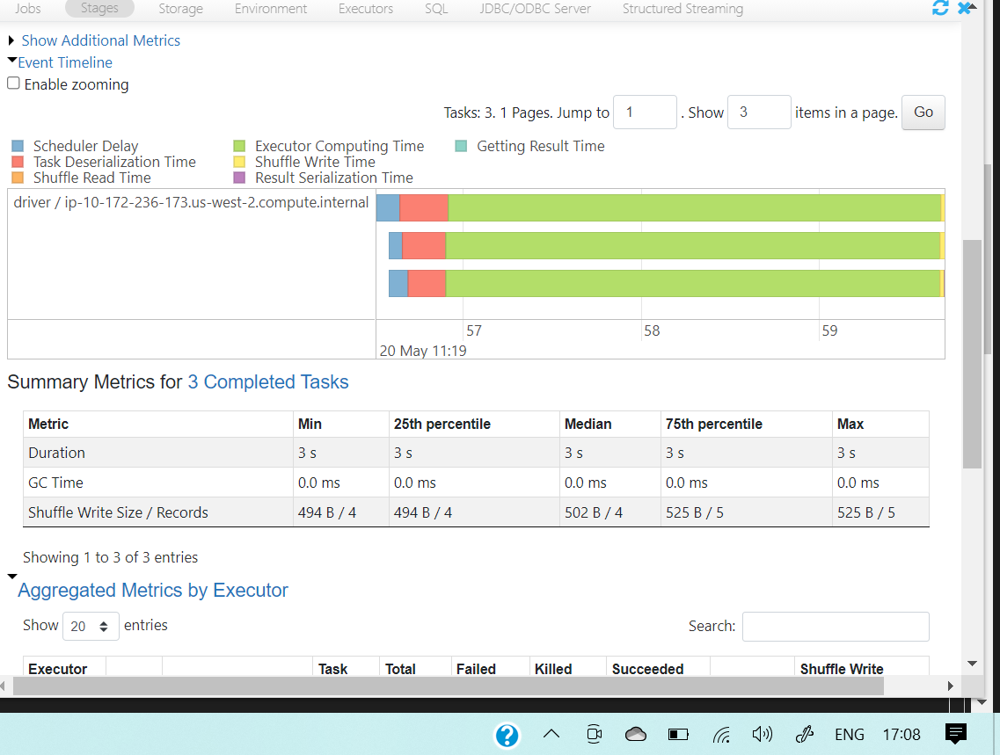 Jobs Stages Storage Environment Executors SQL JDBC/ODBC Server Structured Streaming
Show Additional Metrics
Event Timeline
Enable zooming
Tasks: 3. 1 Pages. Jump to 1 . Show 3 items in a page. Go
Scheduler Delay Executor Computing Time Getting Result Time
Task Deserialization Time Shuffle Write Time
Shuffle Read Time Result Serialization Time
driver / ip-10-172-236-173.us-west-2.compute.internal
57 58 59
20 May 11:19
Summary Metrics for 3 Completed Tasks
Metric Min 25th percentile Median 75th percentile Max
Duration 3 s 3 s 3 s 3 s 3 s
GC Time 0.0 ms 0.0 ms 0.0 ms 0.0 ms 0.0 ms
Shuffle Write Size / Records 494 B / 4 494 B / 4 502 B / 4 525 B / 5 525 B / 5
Showing 1 to 3 of 3 entries
Aggregated Metrics by Executor
Show 20 entries Search:
Executor Task Total Failed Killed Succeeded Shuffle Write
? ENG 17:08